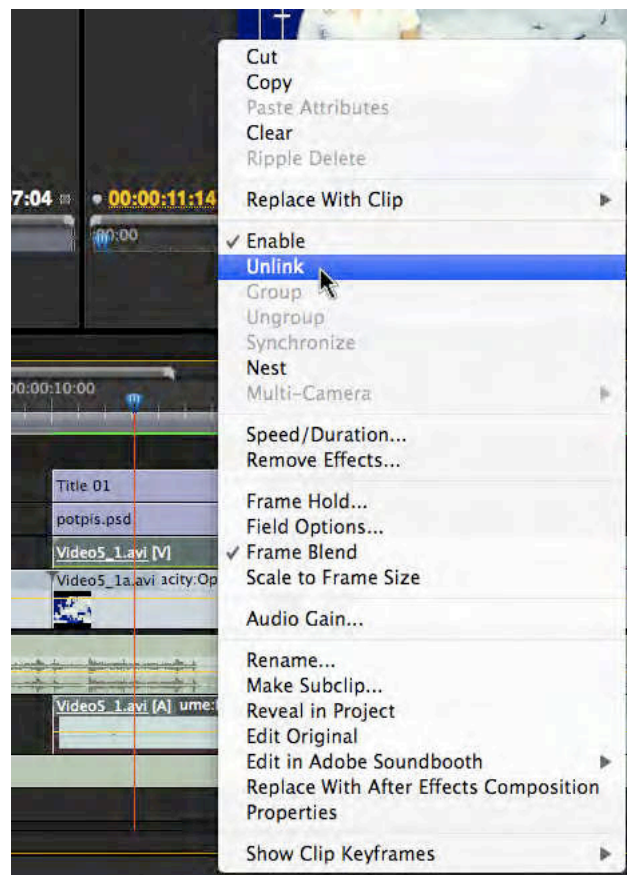 Cut
Copy
Paste Attributes
Clear
Ripple Delete
7:04
00:00:11:14
Replace With Clip
00:00
Enable
Unlink
Group
Ungroup
Synchronize
Nest
00:00:10:00
Multi-Camera
Speed/Duration...
Remove Effects...
Title 01
Frame Hold...
potpis.psd
Field Options...
Video5_1.avi [V]
Frame Blend
Video5_1a.avi acity:Op
Scale to Frame Size
Audio Gain...
Rename...
Make Subclip...
Video5_1.avi [A] ume:
Reveal in Project
Edit Original
Edit in Adobe Soundbooth
Replace With After Effects Composition
Properties
Show Clip Keyframes